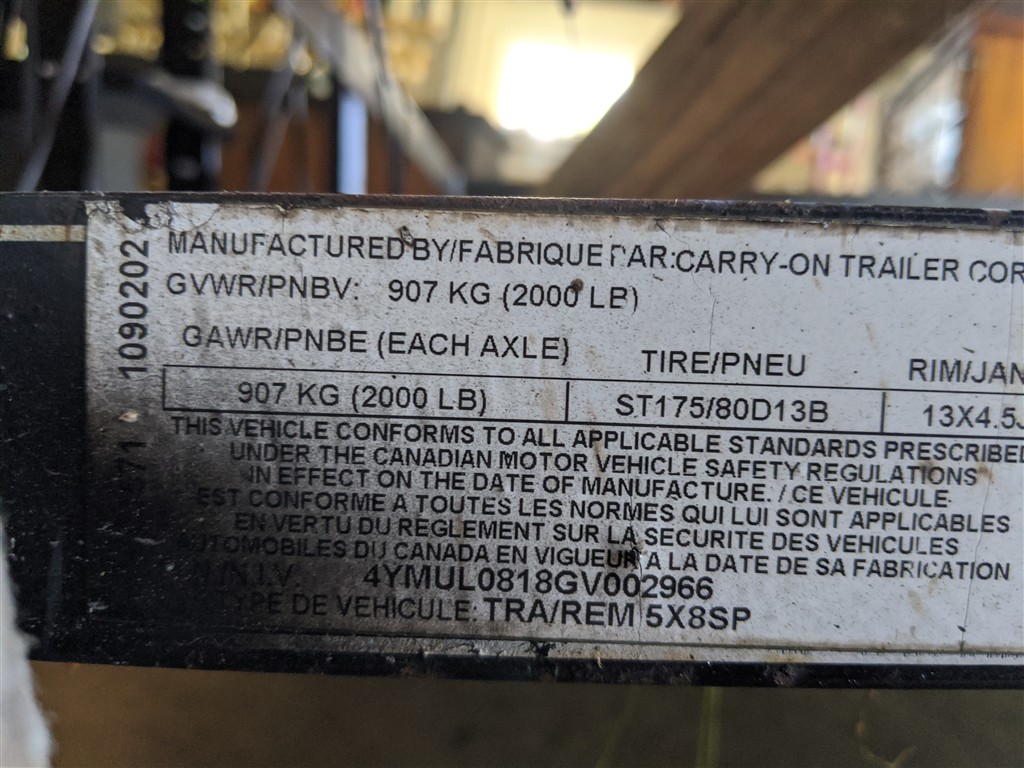 MANUFACTURED BY/FABRIQUE PAR:CARRY-ON TRAILER COR
GVWR/PNBV: 907 KG (2000 LB)
GAWR/PNBE (EACH AXLE) TIRE/PNEU RIM/JAN
907 KG (2000 LB) ST175/80D13B 13X4.5J
THIS VEHICLE CONFORMS TO ALL APPLICABLE STANDARDS PRESCRIBED
UNDER THE CANADIAN MOTOR VEHICLE SAFETY REGULATIONS
IN EFFECT ON THE DATE OF MANUFACTURE. / CE VEHICULE
EST CONFORME A TOUTES LES NORMES QUI LUI SONT APPLICABLES
EN VERTU DU REGLEMENT SUR LA SECURITE DES VEHICULES
AUTOMOBILES DU CANADA EN VIGUEUR A LA DATE DE SA FABRICATION
4YMUL0818GV002966
TYPE DE VEHICULE: TRA/REM 5X8SP
1090202